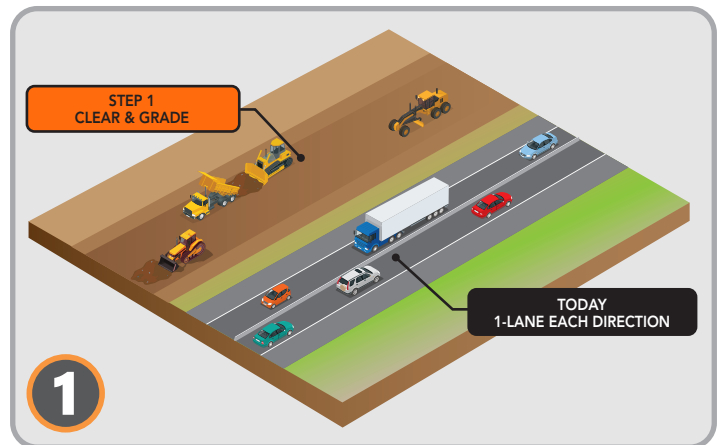 STEP 1
CLEAR & GRADE
TODAY
1-LANE EACH DIRECTION
1